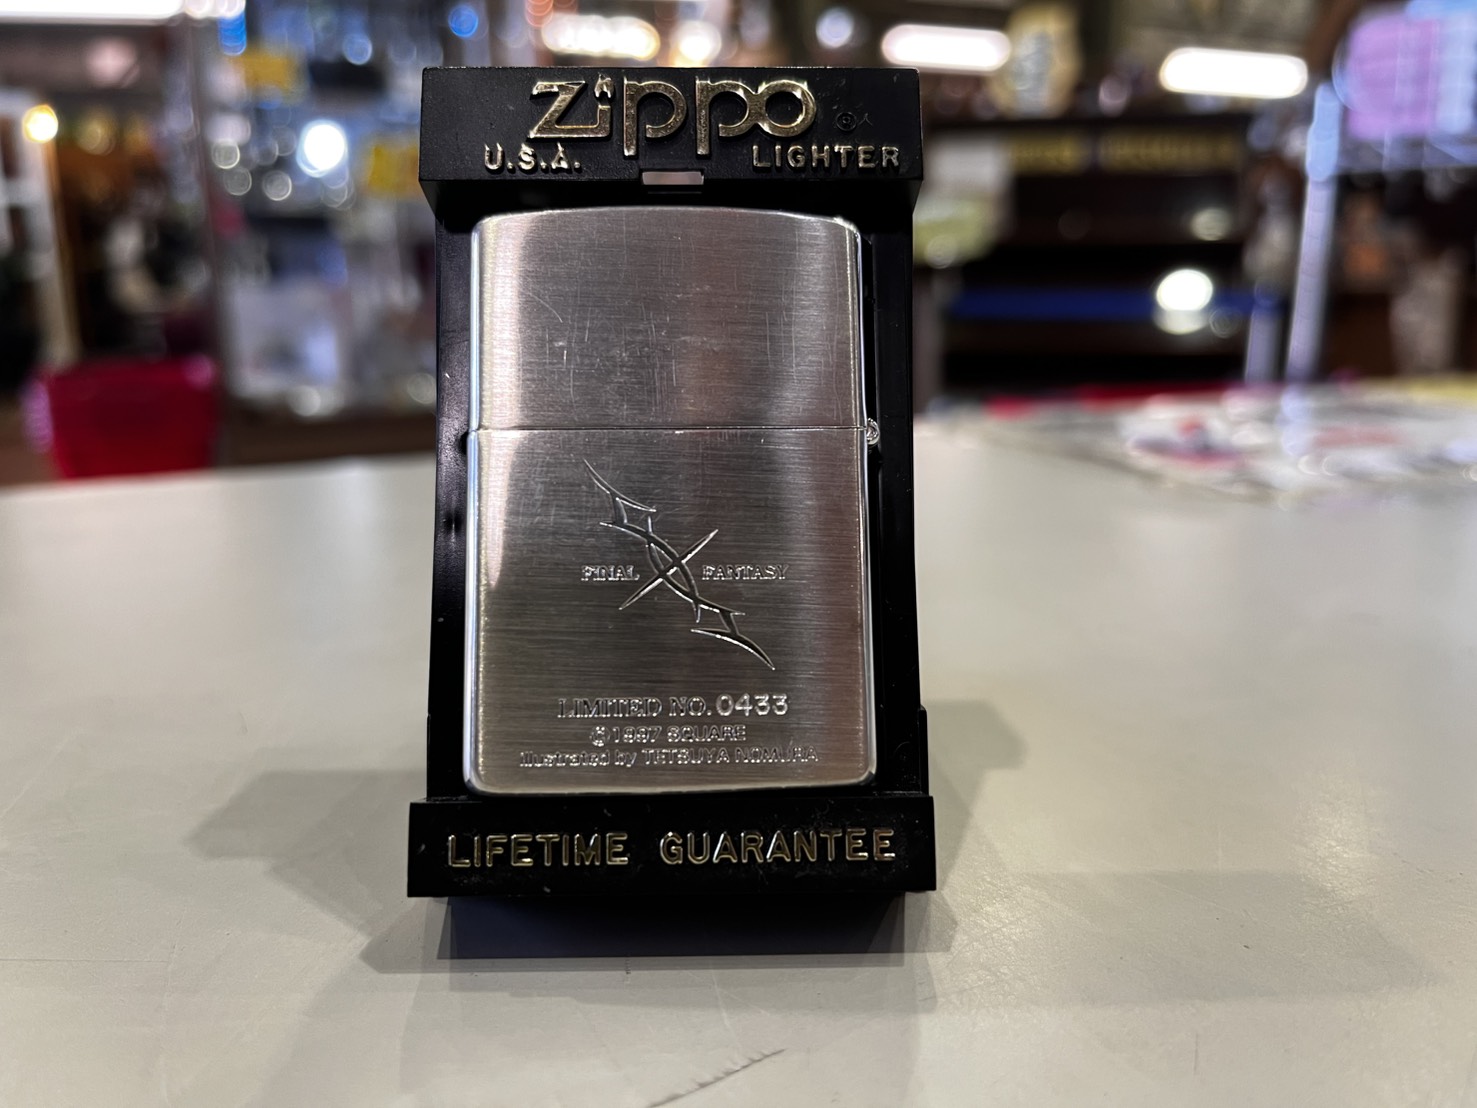 Zippo
U.S.A. LIGHTER
FINAL FANTASY
LIMITED NO. 0433
© 1997 SQUARE
Illustrated by TETSUYA NOMURA
LIFETIME GUARANTEE